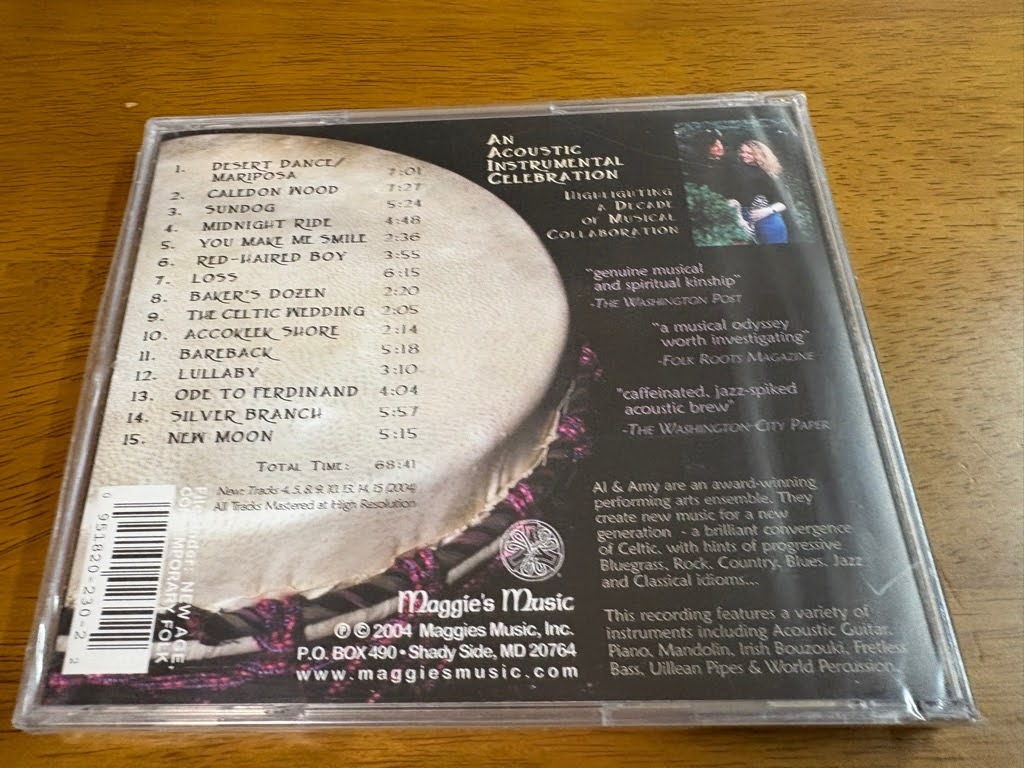 1. DESERT DANCE/
MARIPOSA 7:01
2. CALEDON WOOD 7:27
3. SUNDOG 5:24
4. MIDNIGHT RIDE 4:48
5. YOU MAKE ME SMILE 2:36
6. RED-HAIRED BOY 3:55
7. LOSS 6:15
8. BAKER'S DOZEN 2:20
9. THE CELTIC WEDDING 2:05
10. ACCOKEEK SHORE 2:14
11. BAREBACK 5:18
12. LULLABY 3:10
13. ODE TO FERDINAND 4:04
14. SILVER BRANCH 5:57
15. NEW MOON 5:15
TOTAL TIME: 68:41
New: Tracks 4, 5, 8, 9, 10, 13, 14, 15 (2004)
All Tracks Mastered at High Resolution
AN
ACOUSTIC
INSTRUMENTAL
CELEBRATION
HIGHLIGHTING
A DECADE
OF MUSICAL
COLLABORATION
"genuine musical
and spiritual kinship"
-THE WASHINGTON POST
"a musical odyssey
worth investigating"
-FOLK ROOTS MAGAZINE
"caffeinated, jazz-spiked
acoustic brew"
-THE WASHINGTON CITY PAPER
Al & Amy are an award-winning
performing arts ensemble. They
create new music for a new
generation - a brilliant convergence
of Celtic, with hints of progressive
Bluegrass, Rock, Country, Blues, Jazz
and Classical idioms...
This recording features a variety of
instruments including Acoustic Guitar,
Piano, Mandolin, Irish Bouzouki, Fretless
Bass, Uillean Pipes & World Percussion.
Maggie's Music
℗ © 2004 Maggies Music, Inc.
P.O. BOX 490 • Shady Side, MD 20764
www.maggiesmusic.com
0 951820-230-2 2
NEW AGE
FOLK